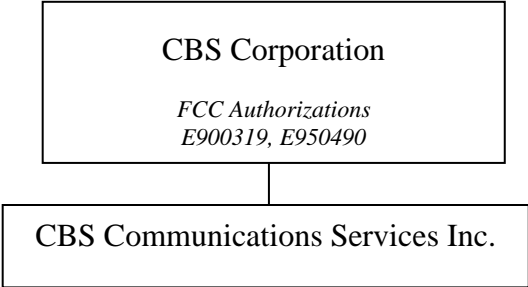 CBS Corporation
FCC Authorizations
E900319, E950490
CBS Communications Services Inc.